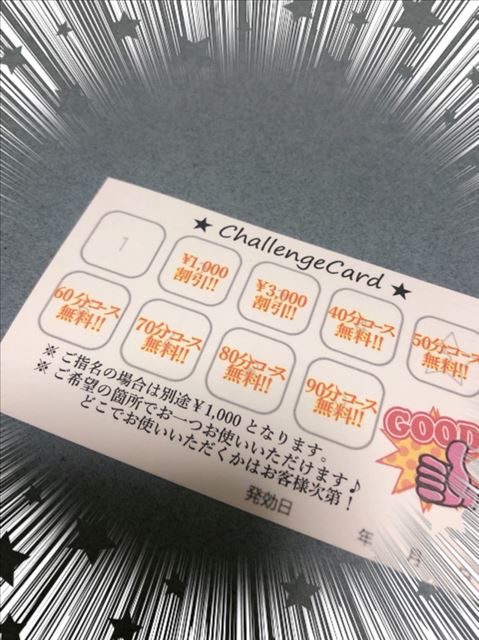 ★ ChallengeCard ★
1
¥1,000
割引!!
¥3,000
割引!!
40分コース
無料!!
50分コース
無料!!
60分コース
無料!!
70分コース
無料!!
80分コース
無料!!
90分コース
無料!!
※ご指名の場合は別途¥1,000となります。
※ご希望の箇所でお一つお使いいただけます♪
どこでお使いいただくかはお客様次第!
GOOD
発効日 年 月